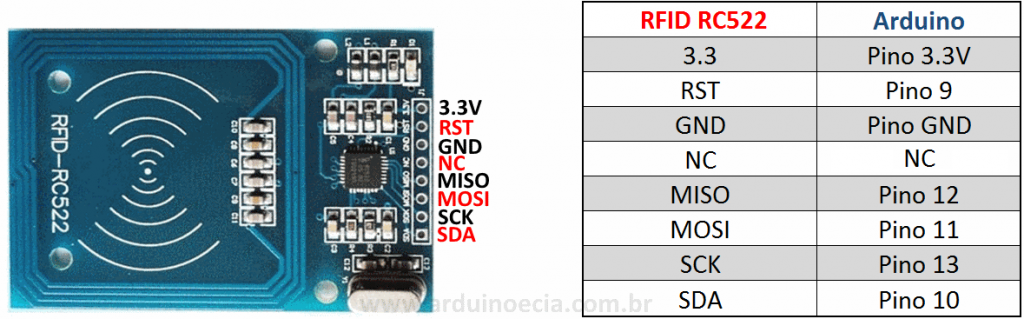 RFID-RC522
3.3V
RST
GND
NC
MISO
MOSI
SCK
SDA
www.arduinoecia.com.br
RFID RC522 Arduino
3.3 Pino 3.3V
RST Pino 9
GND Pino GND
NC NC
MISO Pino 12
MOSI Pino 11
SCK Pino 13
SDA Pino 10